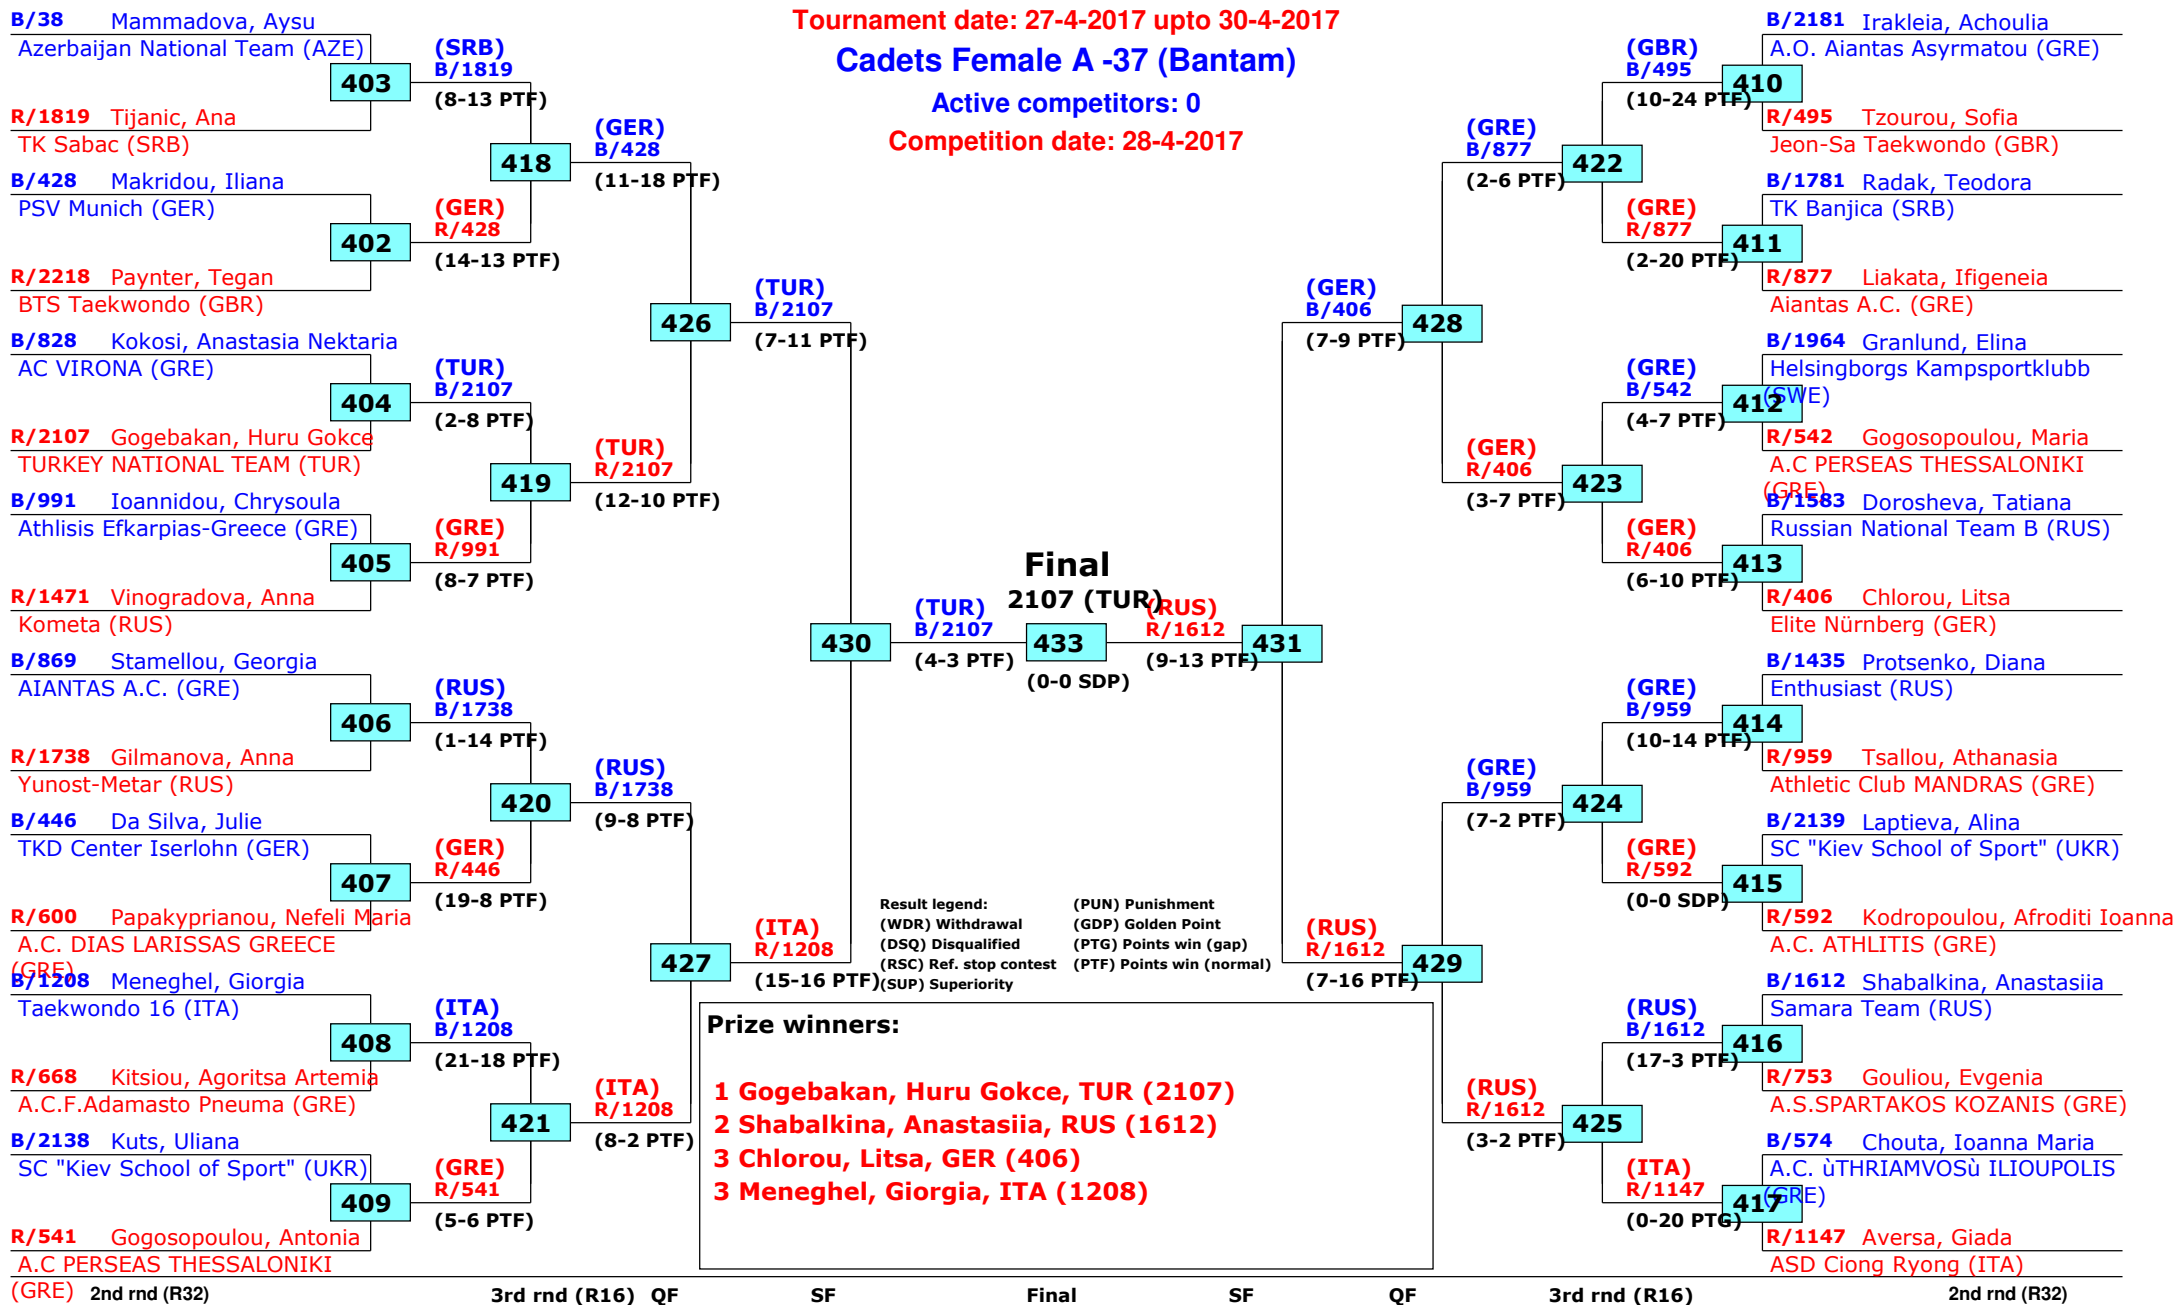 Tournament date: 27-4-2017 upto 30-4-2017
Cadets Female A -37 (Bantam)
Active competitors: 0
Competition date: 28-4-2017
B/38 Mammadova, Aysu
Azerbaijan National Team (AZE)
403
R/1819 Tijanic, Ana
TK Sabac (SRB)
B/428 Makridou, Iliana
PSV Munich (GER)
402
R/2218 Paynter, Tegan
BTS Taekwondo (GBR)
B/828 Kokosi, Anastasia Nektaria
AC VIRONA (GRE)
404
R/2107 Gogebakan, Huru Gokce
TURKEY NATIONAL TEAM (TUR)
B/991 Ioannidou, Chrysoula
Athlisis Efkarpias-Greece (GRE)
405
R/1471 Vinogradova, Anna
Kometa (RUS)
B/869 Stamellou, Georgia
AIANTAS A.C. (GRE)
406
R/1738 Gilmanova, Anna
Yunost-Metar (RUS)
B/446 Da Silva, Julie
TKD Center Iserlohn (GER)
407
R/600 Papakyprianou, Nefeli Maria
A.C. DIAS LARISSAS GREECE
(GRE)
B/1208 Meneghel, Giorgia
Taekwondo 16 (ITA)
408
R/668 Kitsiou, Agoritsa Artemia
A.C.F.Adamasto Pneuma (GRE)
B/2138 Kuts, Uliana
SC "Kiev School of Sport" (UKR)
409
R/541 Gogosopoulou, Antonia
A.C PERSEAS THESSALONIKI
(GRE)
(SRB)
B/1819
(8-13 PTF)
418
(GER)
R/428
(14-13 PTF)
(TUR)
B/2107
(2-8 PTF)
419
(GRE)
R/991
(8-7 PTF)
(RUS)
B/1738
(1-14 PTF)
420
(GER)
R/446
(19-8 PTF)
(ITA)
B/1208
(21-18 PTF)
421
(GRE)
R/541
(5-6 PTF)
(GER)
B/428
(11-18 PTF)
426
(TUR)
R/2107
(12-10 PTF)
(RUS)
B/1738
(9-8 PTF)
427
(ITA)
R/1208
(8-2 PTF)
(TUR)
B/2107
(7-11 PTF)
430
(ITA)
R/1208
(15-16 PTF)
(TUR)
B/2107
(4-3 PTF)
Final
2107 (TUR)
433
(0-0 SDP)
(RUS)
R/1612
(9-13 PTF)
431
(GER)
B/406
(7-9 PTF)
428
(RUS)
R/1612
(7-16 PTF)
429
(GRE)
B/877
(2-6 PTF)
422
(GER)
R/406
(3-7 PTF)
423
(GRE)
B/959
(7-2 PTF)
424
(RUS)
R/1612
(3-2 PTF)
425
(GBR)
B/495
(10-24 PTF)
(GRE)
R/877
(2-20 PTF)
(GRE)
B/542
(4-7 PTF)
(GER)
R/406
(6-10 PTF)
(GRE)
B/959
(10-14 PTF)
(GRE)
R/592
(0-0 SDP)
(RUS)
B/1612
(17-3 PTF)
(ITA)
R/1147
(0-20 PTG)
B/2181 Irakleia, Achoulia
A.O. Aiantas Asyrmatou (GRE)
410
R/495 Tzourou, Sofia
Jeon-Sa Taekwondo (GBR)
B/1781 Radak, Teodora
TK Banjica (SRB)
411
R/877 Liakata, Ifigeneia
Aiantas A.C. (GRE)
B/1964 Granlund, Elina
Helsingborgs Kampsportklubb
(SWE)
412
R/542 Gogosopoulou, Maria
A.C PERSEAS THESSALONIKI
(GRE)
B/1583 Dorosheva, Tatiana
Russian National Team B (RUS)
413
R/406 Chlorou, Litsa
Elite Nürnberg (GER)
B/1435 Protsenko, Diana
Enthusiast (RUS)
414
R/959 Tsallou, Athanasia
Athletic Club MANDRAS (GRE)
B/2139 Laptieva, Alina
SC "Kiev School of Sport" (UKR)
415
R/592 Kodropoulou, Afroditi Ioanna
A.C. ATHLITIS (GRE)
B/1612 Shabalkina, Anastasiia
Samara Team (RUS)
416
R/753 Gouliou, Evgenia
A.S.SPARTAKOS KOZANIS (GRE)
B/574 Chouta, Ioanna Maria
A.C. ùTHRIAMVOSù ILIOUPOLIS
(GRE)
417
R/1147 Aversa, Giada
ASD Ciong Ryong (ITA)
Result legend:
(WDR) Withdrawal
(DSQ) Disqualified
(RSC) Ref. stop contest
(SUP) Superiority
(PUN) Punishment
(GDP) Golden Point
(PTG) Points win (gap)
(PTF) Points win (normal)
Prize winners:
1 Gogebakan, Huru Gokce, TUR (2107)
2 Shabalkina, Anastasiia, RUS (1612)
3 Chlorou, Litsa, GER (406)
3 Meneghel, Giorgia, ITA (1208)
2nd rnd (R32) 3rd rnd (R16) QF SF Final SF QF 3rd rnd (R16) 2nd rnd (R32)